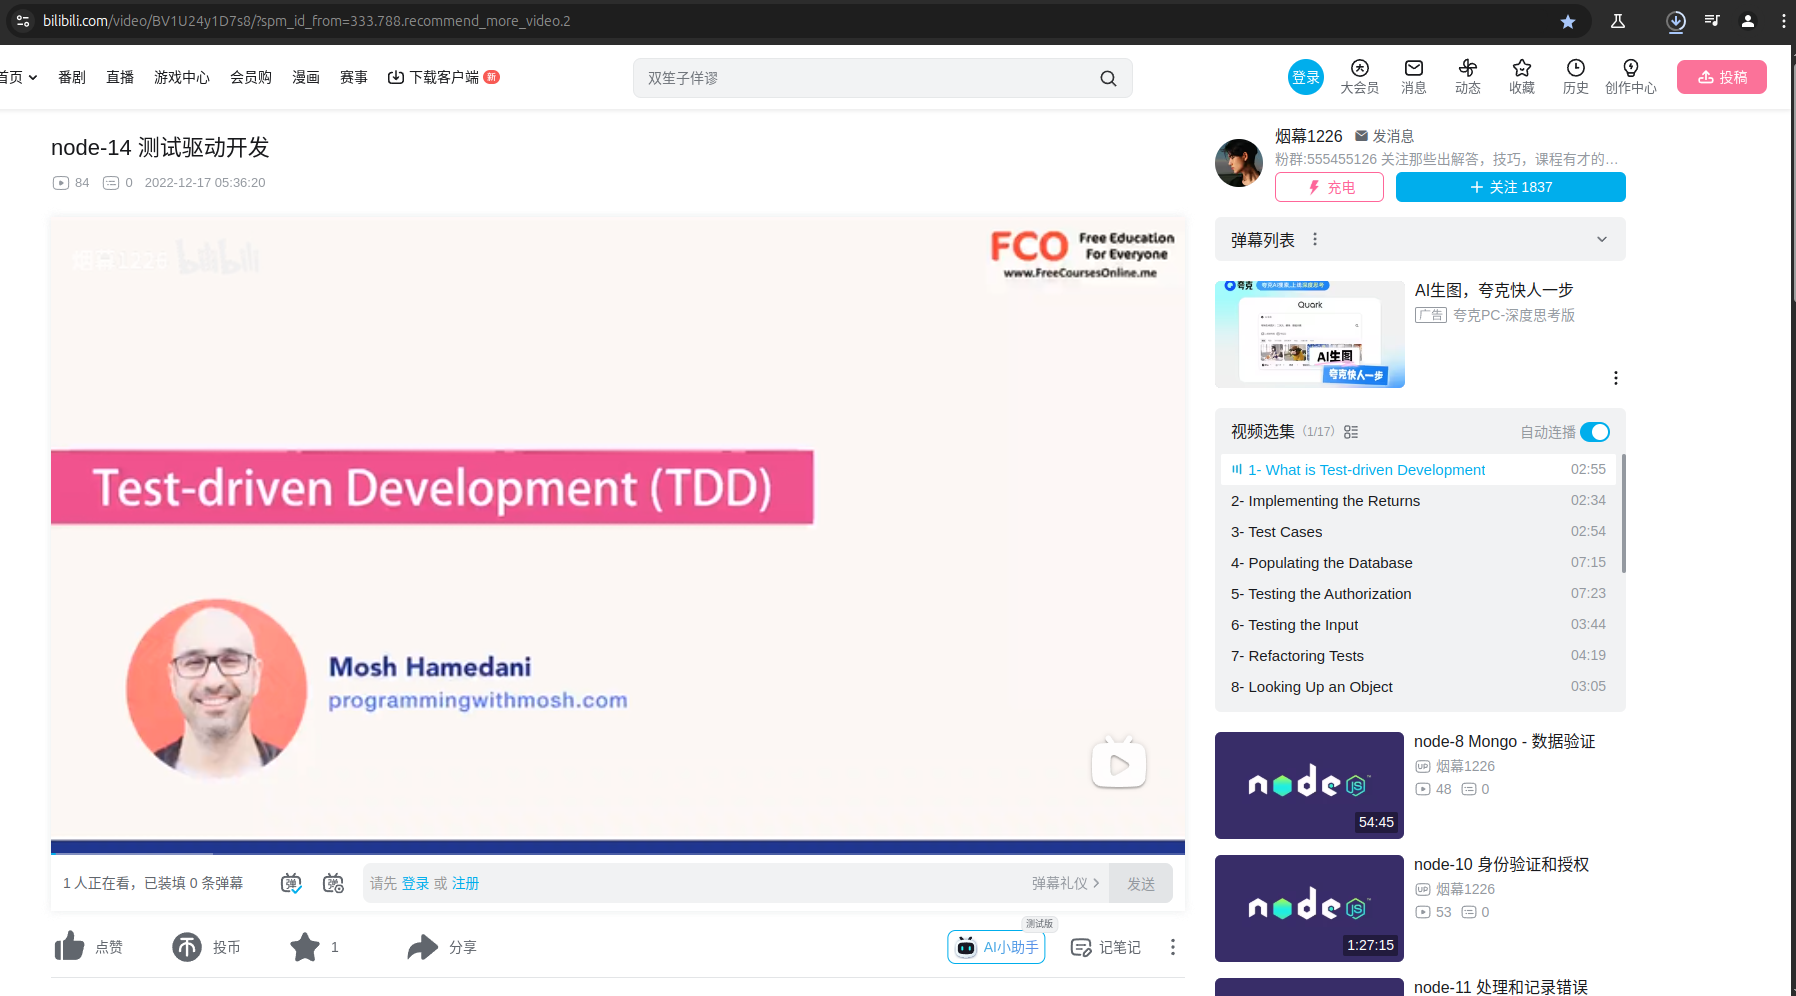 bilibili.com/video/BV1U24y1D7s8/?spm_id_from=333.788.recommend_more_video.2
首页 番剧 直播 游戏中心 会员购 漫画 赛事 下载客户端 新
双笙子佯谬
登录 大会员 消息 动态 收藏 历史 创作中心 投稿
node-14 测试驱动开发
84 0 2022-12-17 05:36:20
烟幕1226 bilibili
FCO Free Education
For Everyone
www.FreeCoursesOnline.me
Test-driven Development (TDD)
Mosh Hamedani
programmingwithmosh.com
1 人正在看，已装填 0 条弹幕
弹 弹
请先 登录 或 注册
弹幕礼仪
发送
点赞 投币 1 分享
测试版
AI小助手 记笔记
烟幕1226 发消息
粉群:555455126 关注那些出解答，技巧，课程有才的…
充电
+ 关注 1837
弹幕列表
夸克
Quark
AI生图
夸克快人一步
AI生图，夸克快人一步
广告 夸克PC-深度思考版
视频选集 （1/17） 自动连播
1- What is Test-driven Development 02:55
2- Implementing the Returns 02:34
3- Test Cases 02:54
4- Populating the Database 07:15
5- Testing the Authorization 07:23
6- Testing the Input 03:44
7- Refactoring Tests 04:19
8- Looking Up an Object 03:05
node JS
54:45
node-8 Mongo - 数据验证
UP 烟幕1226
48 0
node JS
1:27:15
node-10 身份验证和授权
UP 烟幕1226
53 0
node-11 处理和记录错误